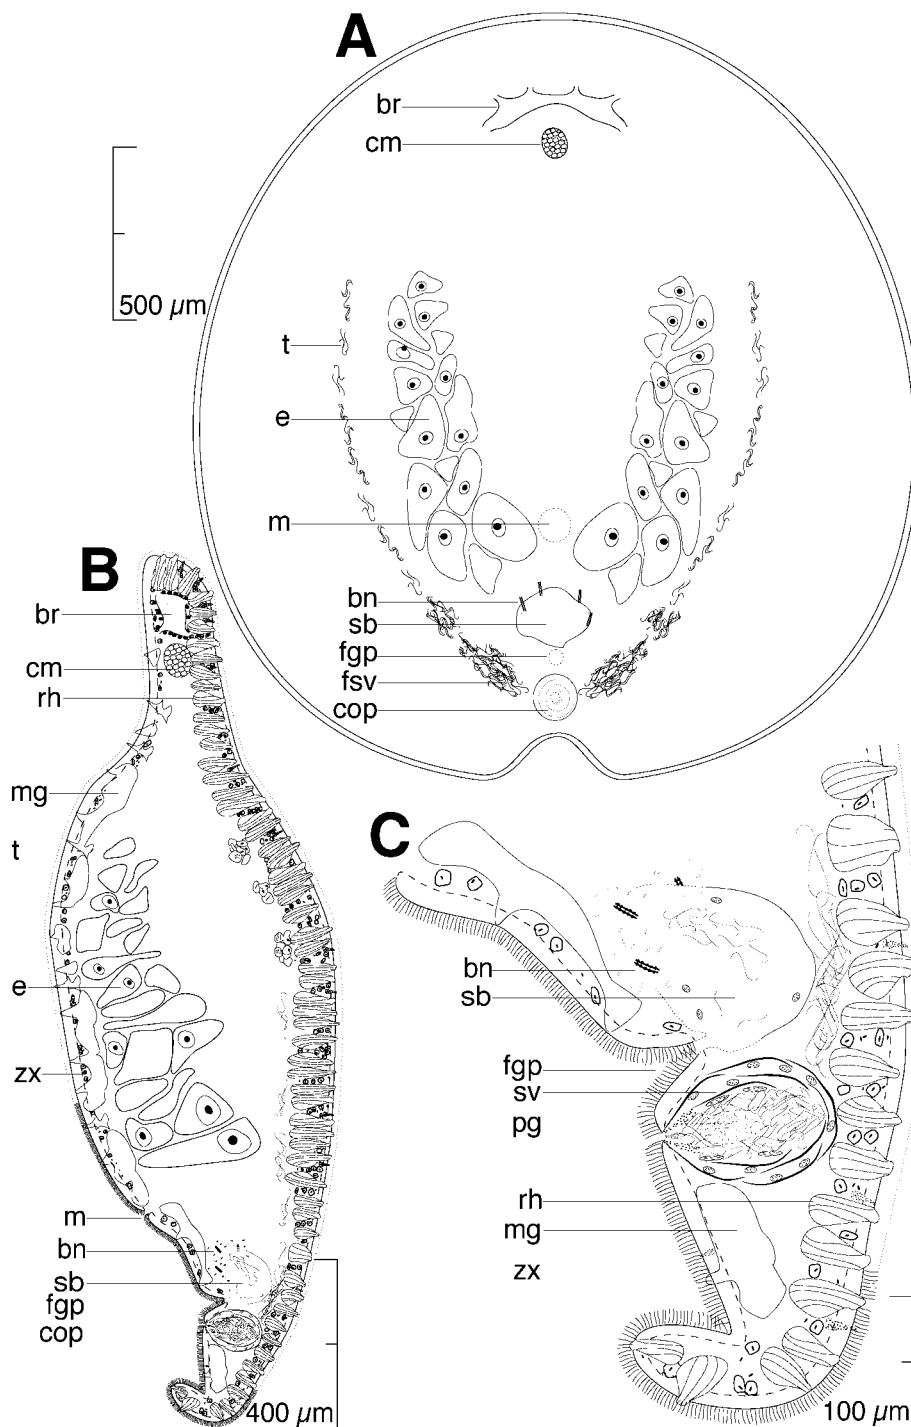 A
br
cm
500 µm
t
e
m
bn
sb
fgp
fsv
cop
B
br
cm
rh
mg
t
e
zx
m
bn
sb
fgp
cop
400 µm
C
bn
sb
fgp
sv
pg
rh
mg
zx
100 µm